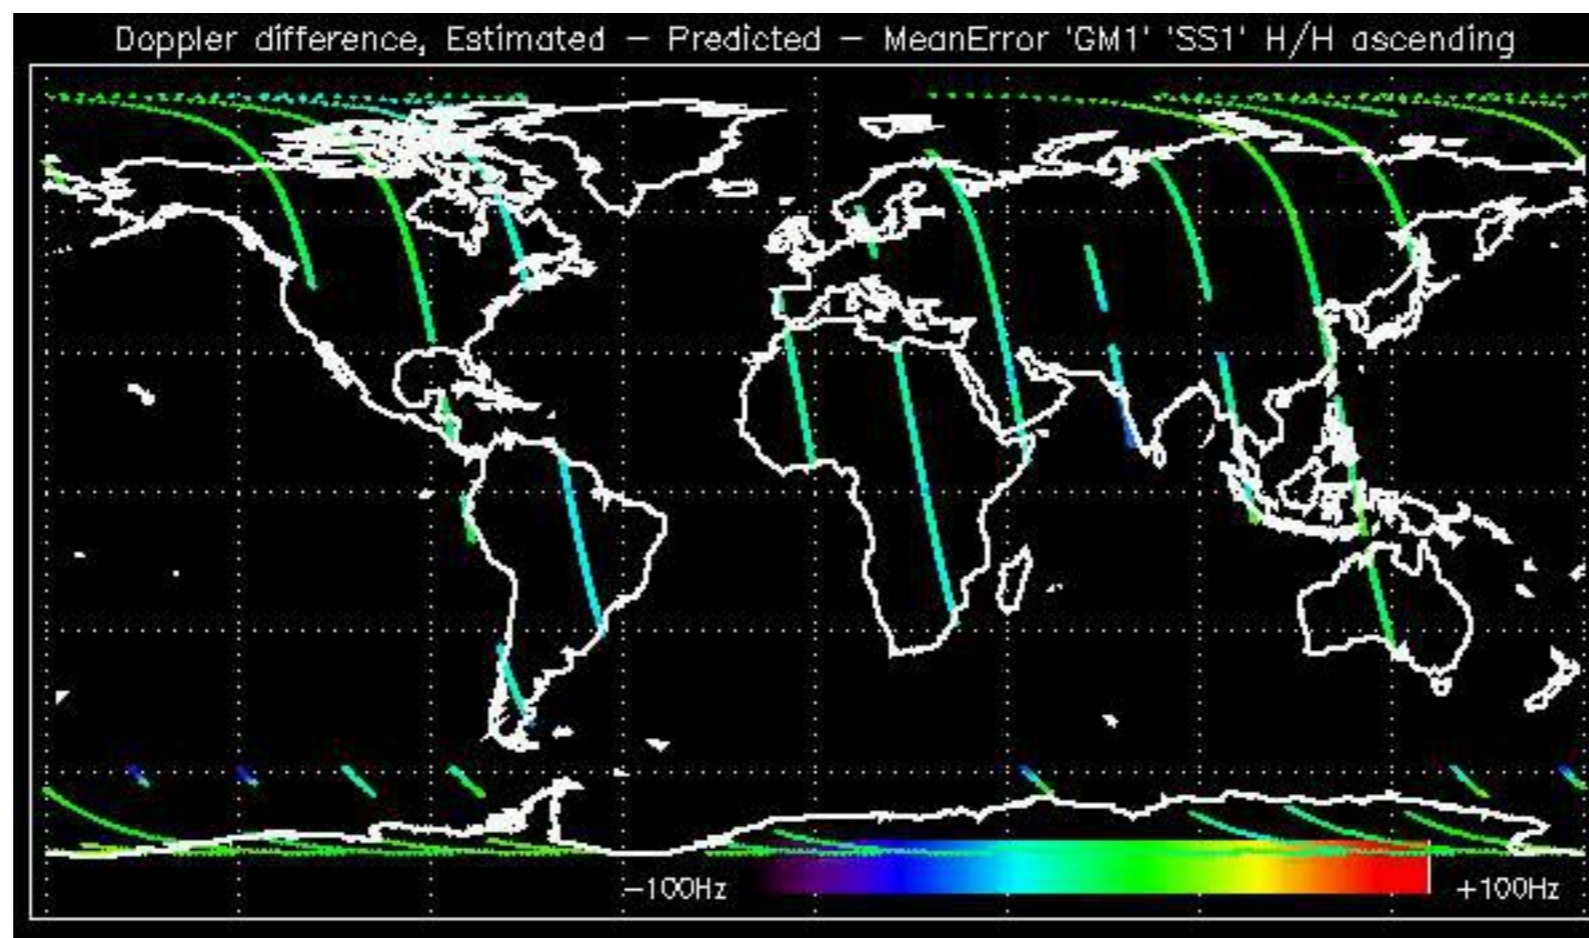 Doppler difference, Estimated − Predicted − MeanError 'GM1' 'SS1' H/H ascending
−100Hz
+100Hz